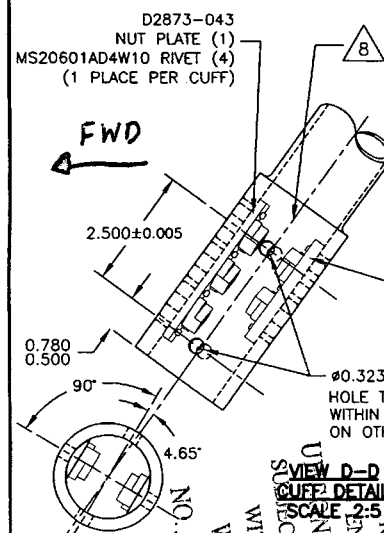 D2873-043
NUT PLATE (1)
MS20601AD4W10 RIVET (4)
(1 PLACE PER CUFF)
8
FWD
2.500±0.005
0.780
0.500
90°
4.65°
ø0.323
HOLE T
WITHIN
ON OTH
VIEW D-D
CUFF DETAIL
SCALE 2:5
NO